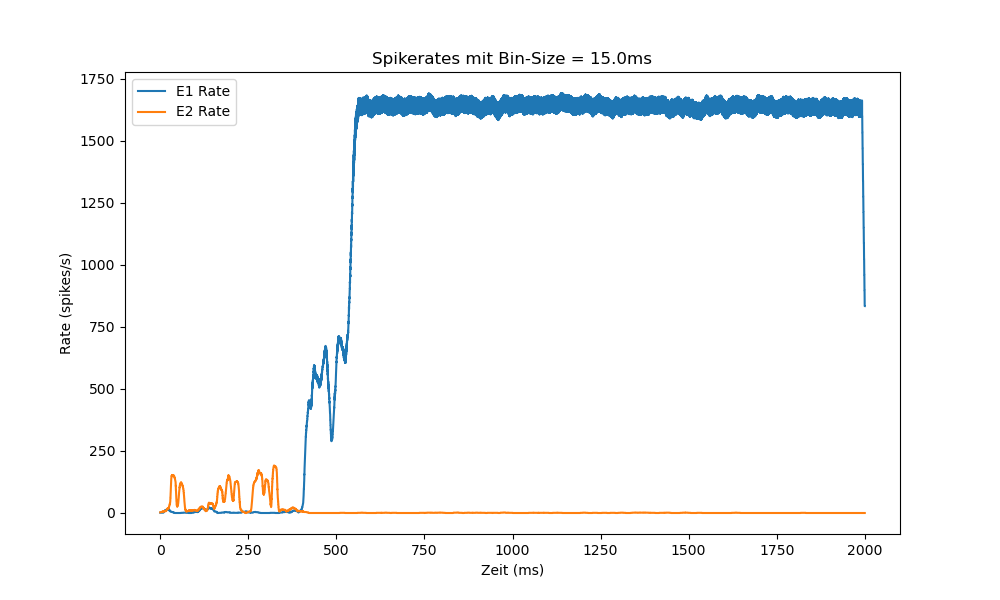 Spikerates mit Bin-Size = 15.0ms
E1 Rate
E2 Rate
1750
1500
1250
1000
750
500
250
0
Rate (spikes/s)
0 250 500 750 1000 1250 1500 1750 2000
Zeit (ms)